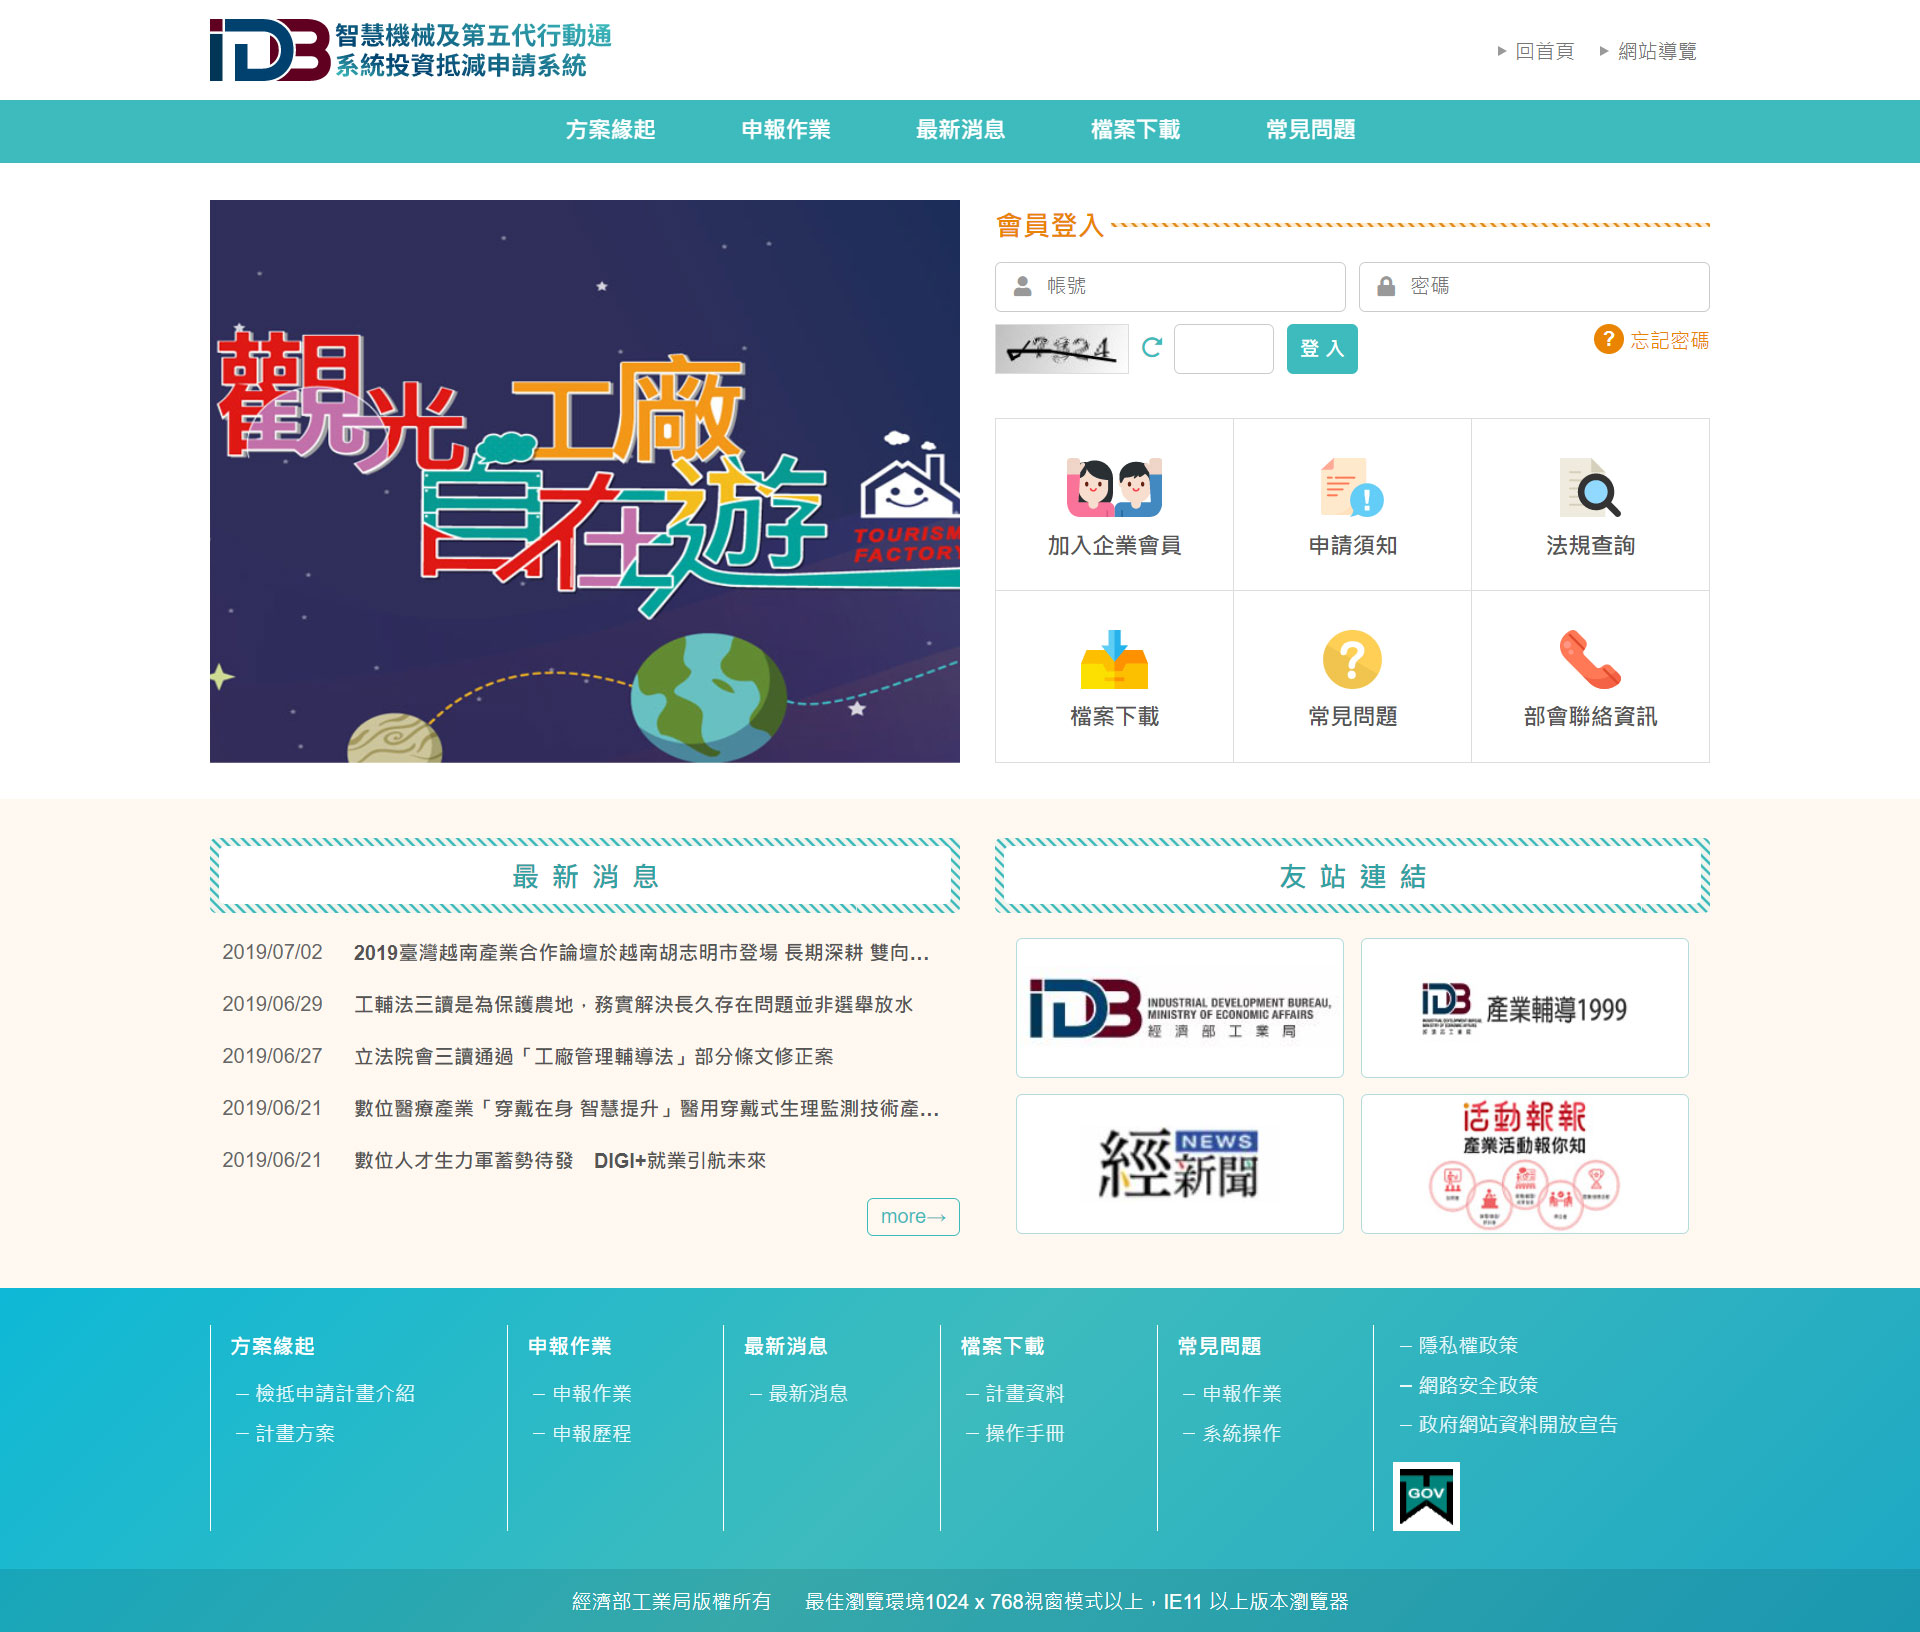 IDB 智慧機械及第五代行動通
系統投資抵減申請系統
回首頁 網站導覽
方案緣起 申報作業 最新消息 檔案下載 常見問題
觀光工廠
自在遊
TOURISM
FACTORY
會員登入
帳號 密碼
7324 登 入 ? 忘記密碼
加入企業會員 申請須知 法規查詢
檔案下載 常見問題 部會聯絡資訊
最新消息
2019/07/02 2019臺灣越南產業合作論壇於越南胡志明市登場 長期深耕 雙向...
2019/06/29 工輔法三讀是為保護農地，務實解決長久存在問題並非選舉放水
2019/06/27 立法院會三讀通過「工廠管理輔導法」部分條文修正案
2019/06/21 數位醫療產業「穿戴在身 智慧提升」醫用穿戴式生理監測技術產...
2019/06/21 數位人才生力軍蓄勢待發　DIGI+就業引航未來
more→
友站連結
IDB INDUSTRIAL DEVELOPMENT BUREAU,
MINISTRY OF ECONOMIC AFFAIRS
經濟部工業局
IDB 產業輔導1999
經新聞 NEWS
活動報報
產業活動報你知
方案緣起
－ 檢抵申請計畫介紹
－ 計畫方案
申報作業
－ 申報作業
－ 申報歷程
最新消息
－ 最新消息
檔案下載
－ 計畫資料
－ 操作手冊
常見問題
－ 申報作業
－ 系統操作
－ 隱私權政策
－ 網路安全政策
－ 政府網站資料開放宣告
GOV
經濟部工業局版權所有 最佳瀏覽環境1024 x 768視窗模式以上，IE11 以上版本瀏覽器